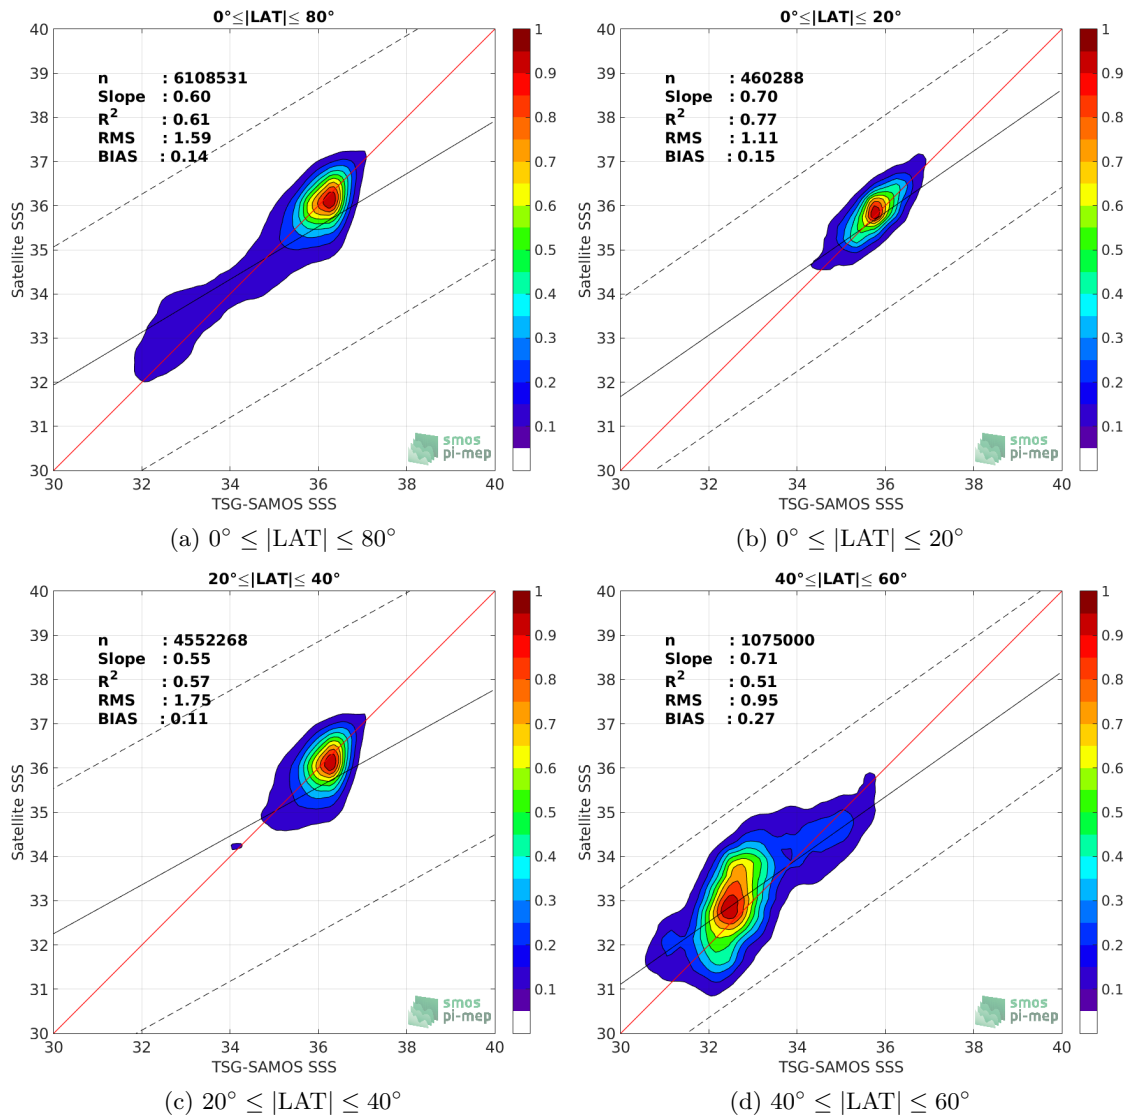 0°≤|LAT|≤ 80°
40
39
38
37
36
35
34
33
32
31
30
Satellite SSS
n : 6108531
Slope : 0.60
R² : 0.61
RMS : 1.59
BIAS : 0.14
1
0.9
0.8
0.7
0.6
0.5
0.4
0.3
0.2
0.1
smos
pi-mep
30 32 34 36 38 40
TSG-SAMOS SSS
(a) 0° ≤ |LAT| ≤ 80°
0°≤|LAT|≤ 20°
40
39
38
37
36
35
34
33
32
31
30
Satellite SSS
n : 460288
Slope : 0.70
R² : 0.77
RMS : 1.11
BIAS : 0.15
1
0.9
0.8
0.7
0.6
0.5
0.4
0.3
0.2
0.1
smos
pi-mep
30 32 34 36 38 40
TSG-SAMOS SSS
(b) 0° ≤ |LAT| ≤ 20°
20°≤|LAT|≤ 40°
40
39
38
37
36
35
34
33
32
31
30
Satellite SSS
n : 4552268
Slope : 0.55
R² : 0.57
RMS : 1.75
BIAS : 0.11
1
0.9
0.8
0.7
0.6
0.5
0.4
0.3
0.2
0.1
smos
pi-mep
30 32 34 36 38 40
TSG-SAMOS SSS
(c) 20° ≤ |LAT| ≤ 40°
40°≤|LAT|≤ 60°
40
39
38
37
36
35
34
33
32
31
30
Satellite SSS
n : 1075000
Slope : 0.71
R² : 0.51
RMS : 0.95
BIAS : 0.27
1
0.9
0.8
0.7
0.6
0.5
0.4
0.3
0.2
0.1
smos
pi-mep
30 32 34 36 38 40
TSG-SAMOS SSS
(d) 40° ≤ |LAT| ≤ 60°